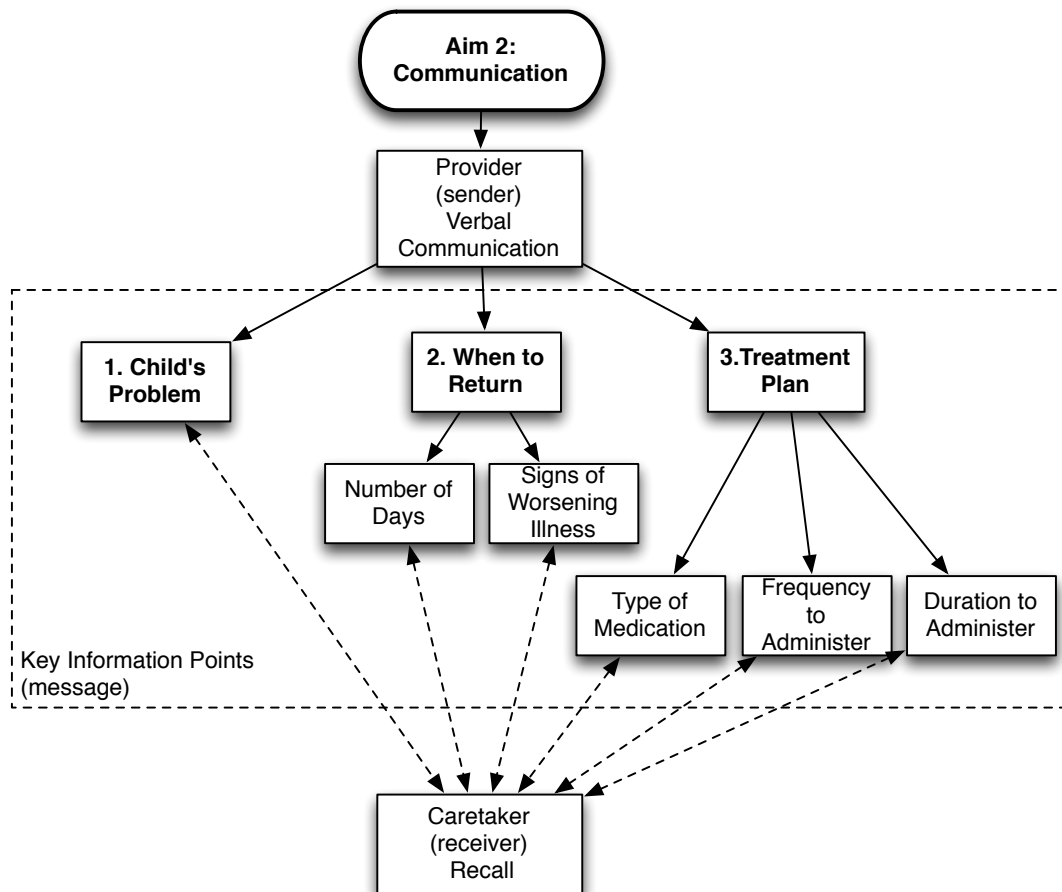 Aim 2:
Communication
Provider
(sender)
Verbal
Communication
1. Child's
Problem
2. When to
Return
3.Treatment
Plan
Number of
Days
Signs of
Worsening
Illness
Type of
Medication
Frequency
to
Administer
Duration to
Administer
Key Information Points
(message)
Caretaker
(receiver)
Recall